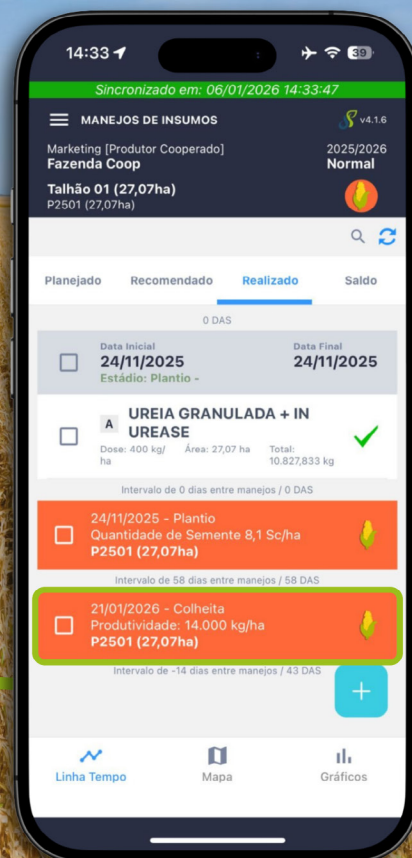 14:33
39
Sincronizado em: 06/01/2026 14:33:47
MANEJOS DE INSUMOS
v4.1.6
Marketing [Produtor Cooperado]
2025/2026
Fazenda Coop
Normal
Talhão 01 (27,07ha)
P2501 (27,07ha)
Planejado
Recomendado
Realizado
Saldo
0 DAS
Data Inicial
Data Final
24/11/2025
24/11/2025
Estádio: Plantio -
A
UREIA GRANULADA + IN
UREASE
Dose: 400 kg/
ha
Área: 27,07 ha
Total:
10.827,833 kg
Intervalo de 0 dias entre manejos / 0 DAS
24/11/2025 - Plantio
Quantidade de Semente 8,1 Sc/ha
P2501 (27,07ha)
Intervalo de 58 dias entre manejos / 58 DAS
21/01/2026 - Colheita
Produtividade: 14.000 kg/ha
P2501 (27,07ha)
Intervalo de -14 dias entre manejos / 43 DAS
+
Linha Tempo
Mapa
Gráficos